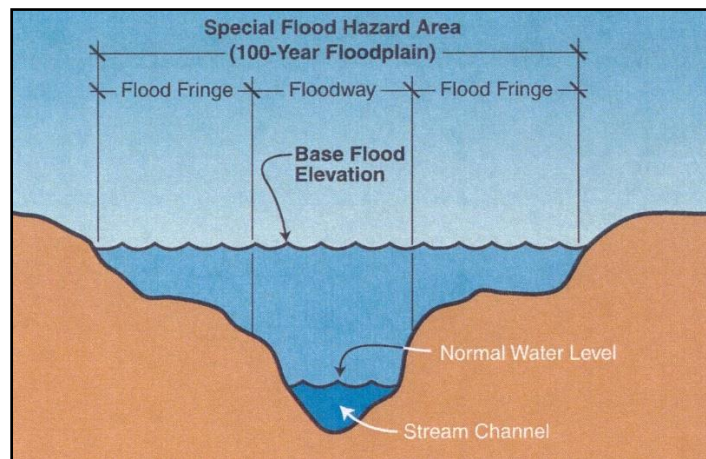 Special Flood Hazard Area
(100-Year Floodplain)
Flood Fringe
Floodway
Flood Fringe
Base Flood
Elevation
Normal Water Level
Stream Channel